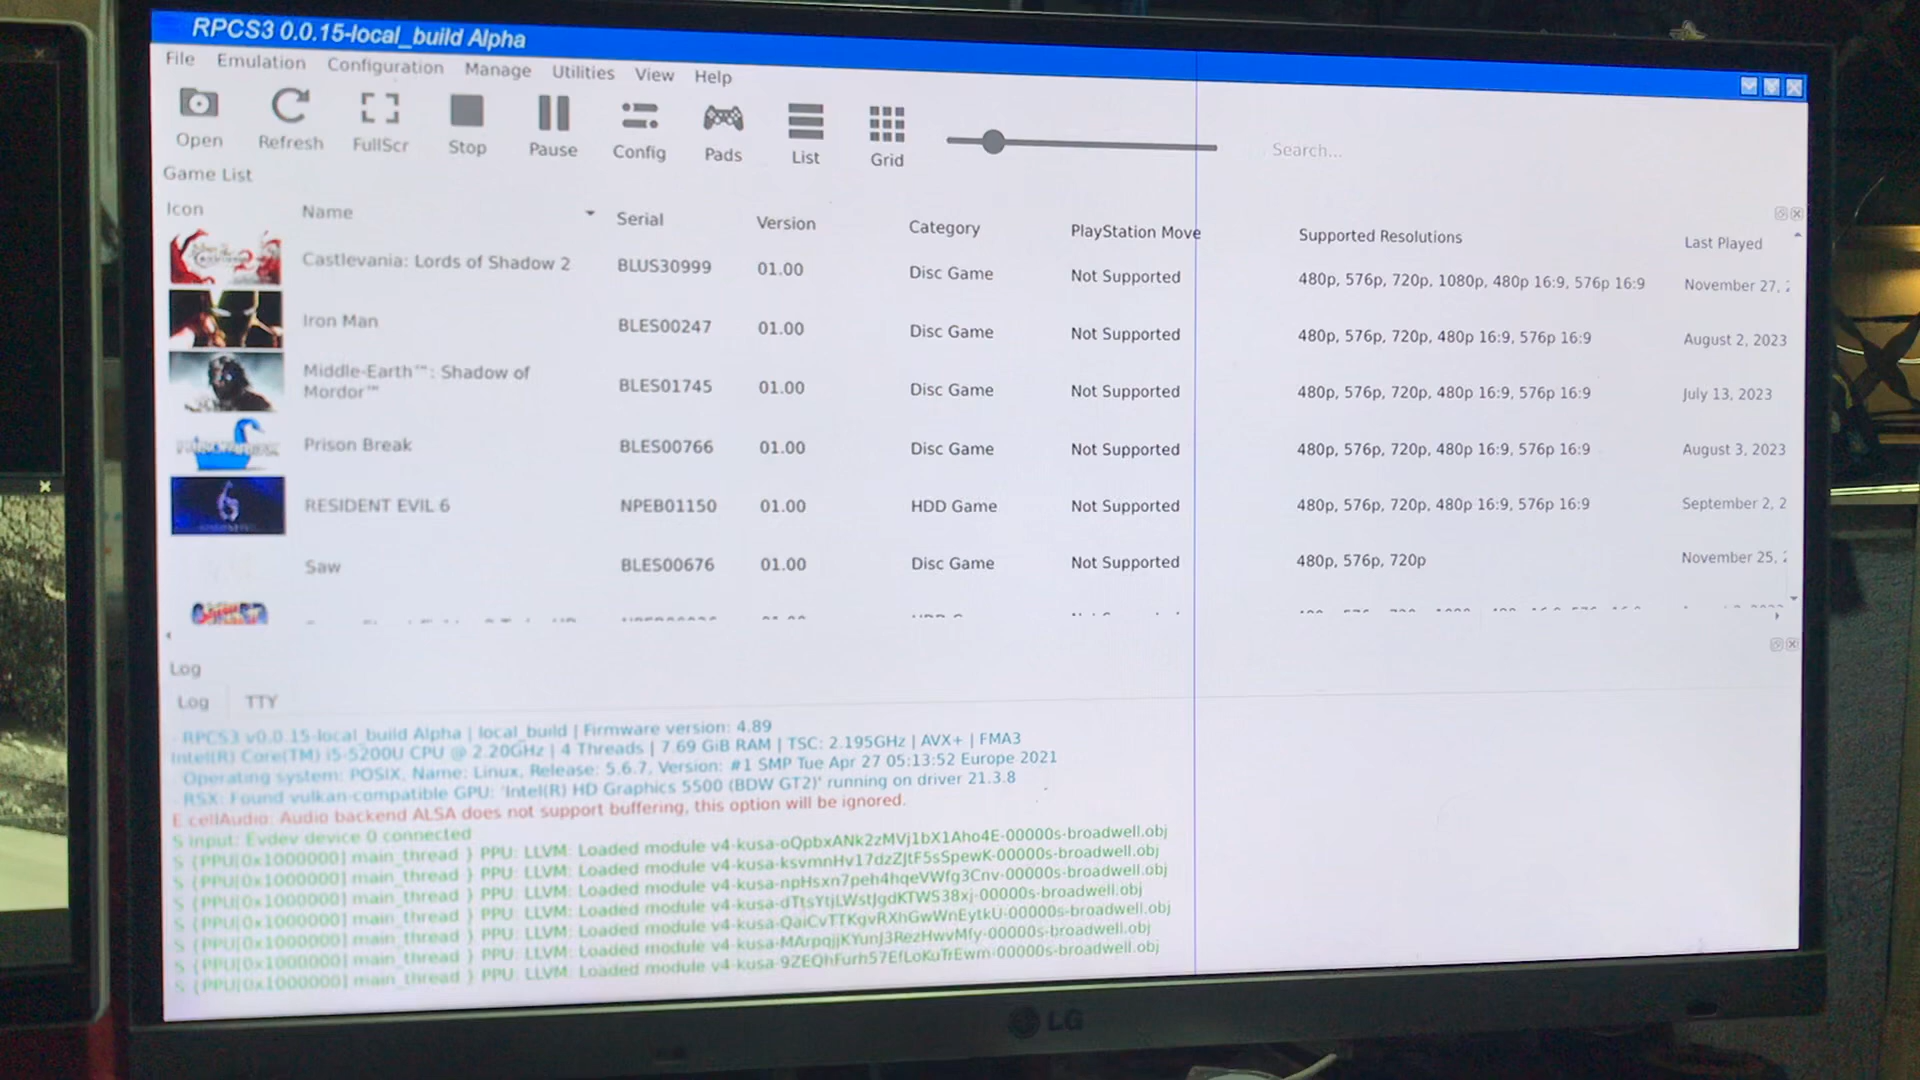 RPCS3 0.0.15-local_build Alpha
File Emulation Configuration Manage Utilities View Help
Open Refresh FullScr Stop Pause Config Pads List Grid Search...
Game List
Icon Name Serial Version Category PlayStation Move Supported Resolutions Last Played
Castlevania: Lords of Shadow 2 BLUS30999 01.00 Disc Game Not Supported 480p, 576p, 720p, 1080p, 480p 16:9, 576p 16:9 November 27,
Iron Man BLES00247 01.00 Disc Game Not Supported 480p, 576p, 720p, 480p 16:9, 576p 16:9 August 2, 2023
Middle-Earth™: Shadow of
Mordor™ BLES01745 01.00 Disc Game Not Supported 480p, 576p, 720p, 480p 16:9, 576p 16:9 July 13, 2023
Prison Break BLES00766 01.00 Disc Game Not Supported 480p, 576p, 720p, 480p 16:9, 576p 16:9 August 3, 2023
RESIDENT EVIL 6 NPEB01150 01.00 HDD Game Not Supported 480p, 576p, 720p, 480p 16:9, 576p 16:9 September 2, 2
Saw BLES00676 01.00 Disc Game Not Supported 480p, 576p, 720p November 25,
Log
Log TTY
RPCS3 v0.0.15-local_build Alpha | local_build | Firmware version: 4.89
Intel(R) Core(TM) i5-5200U CPU @ 2.20GHz | 4 Threads | 7.69 GiB RAM | TSC: 2.195GHz | AVX+ | FMA3
Operating system: POSIX, Name: Linux, Release: 5.6.7, Version: #1 SMP Tue Apr 27 05:13:52 Europe 2021
RSX: Found vulkan-compatible GPU: 'Intel(R) HD Graphics 5500 (BDW GT2)' running on driver 21.3.8
E cellAudio: Audio backend ALSA does not support buffering, this option will be ignored.
S Input: Evdev device 0 connected
S {PPU[0x1000000] main_thread } PPU: LLVM: Loaded module v4-kusa-oQpbxANk2zMVj1bX1Aho4E-00000s-broadwell.obj
S {PPU[0x1000000] main_thread } PPU: LLVM: Loaded module v4-kusa-ksvmnHv17dzZJtF5sSpewK-00000s-broadwell.obj
S {PPU[0x1000000] main_thread } PPU: LLVM: Loaded module v4-kusa-npHsxn7peh4hqeVWfg3Cnv-00000s-broadwell.obj
S {PPU[0x1000000] main_thread } PPU: LLVM: Loaded module v4-kusa-dTtsYtjLWstJgdKTW538xj-00000s-broadwell.obj
S {PPU[0x1000000] main_thread } PPU: LLVM: Loaded module v4-kusa-QaiCvTTKgvRXhGwWnEytkU-00000s-broadwell.obj
S {PPU[0x1000000] main_thread } PPU: LLVM: Loaded module v4-kusa-MArpqjjKYunJ3RezHwvMfy-00000s-broadwell.obj
S {PPU[0x1000000] main_thread } PPU: LLVM: Loaded module v4-kusa-9ZEQhFurh57EfLoKuTrEwm-00000s-broadwell.obj
LG